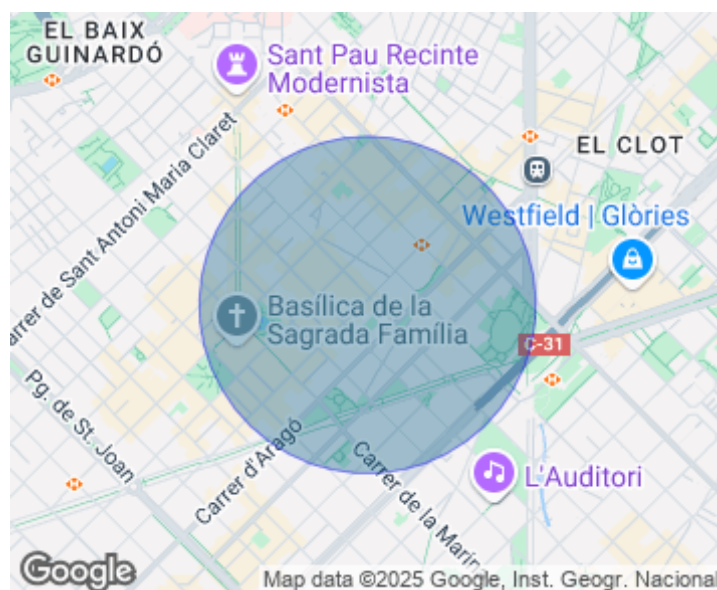 EL BAIX
GUINARDÓ
Sant Pau Recinte
Modernista
Carrer de Sant Antoni Maria Claret
EL CLOT
Westfield | Glòries
Basílica de la
Sagrada Família
C-31
Pg. de St. Joan
Carrer d'Aragó
Carrer de la Marina
L'Auditori
Google
Map data ©2025 Google, Inst. Geogr. Nacional